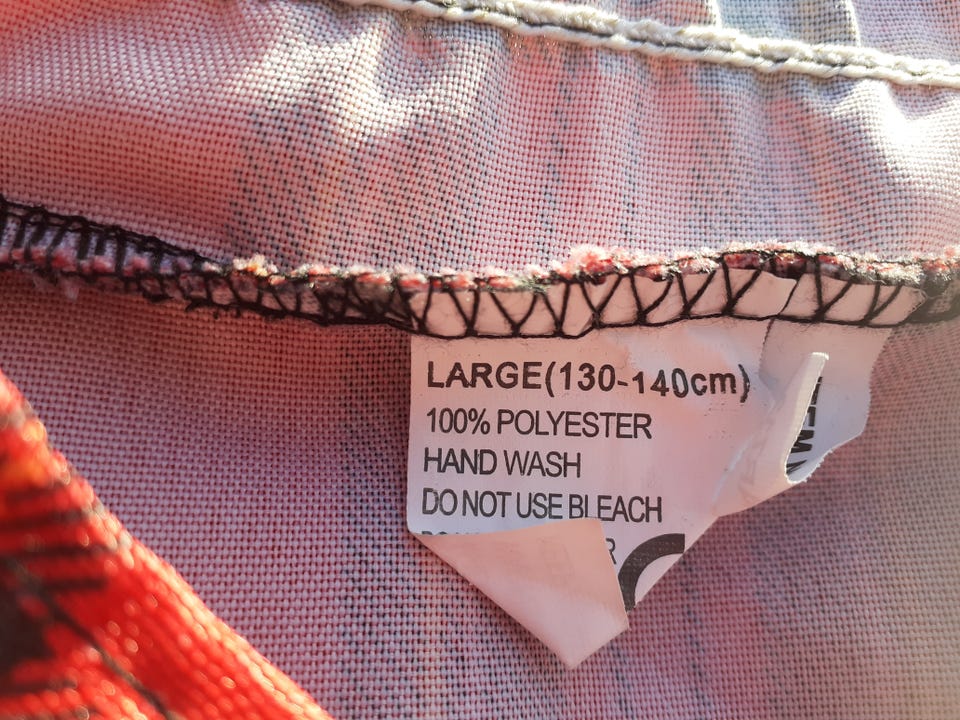 LARGE(130-140cm)
100% POLYESTER
HAND WASH
DO NOT USE BLEACH